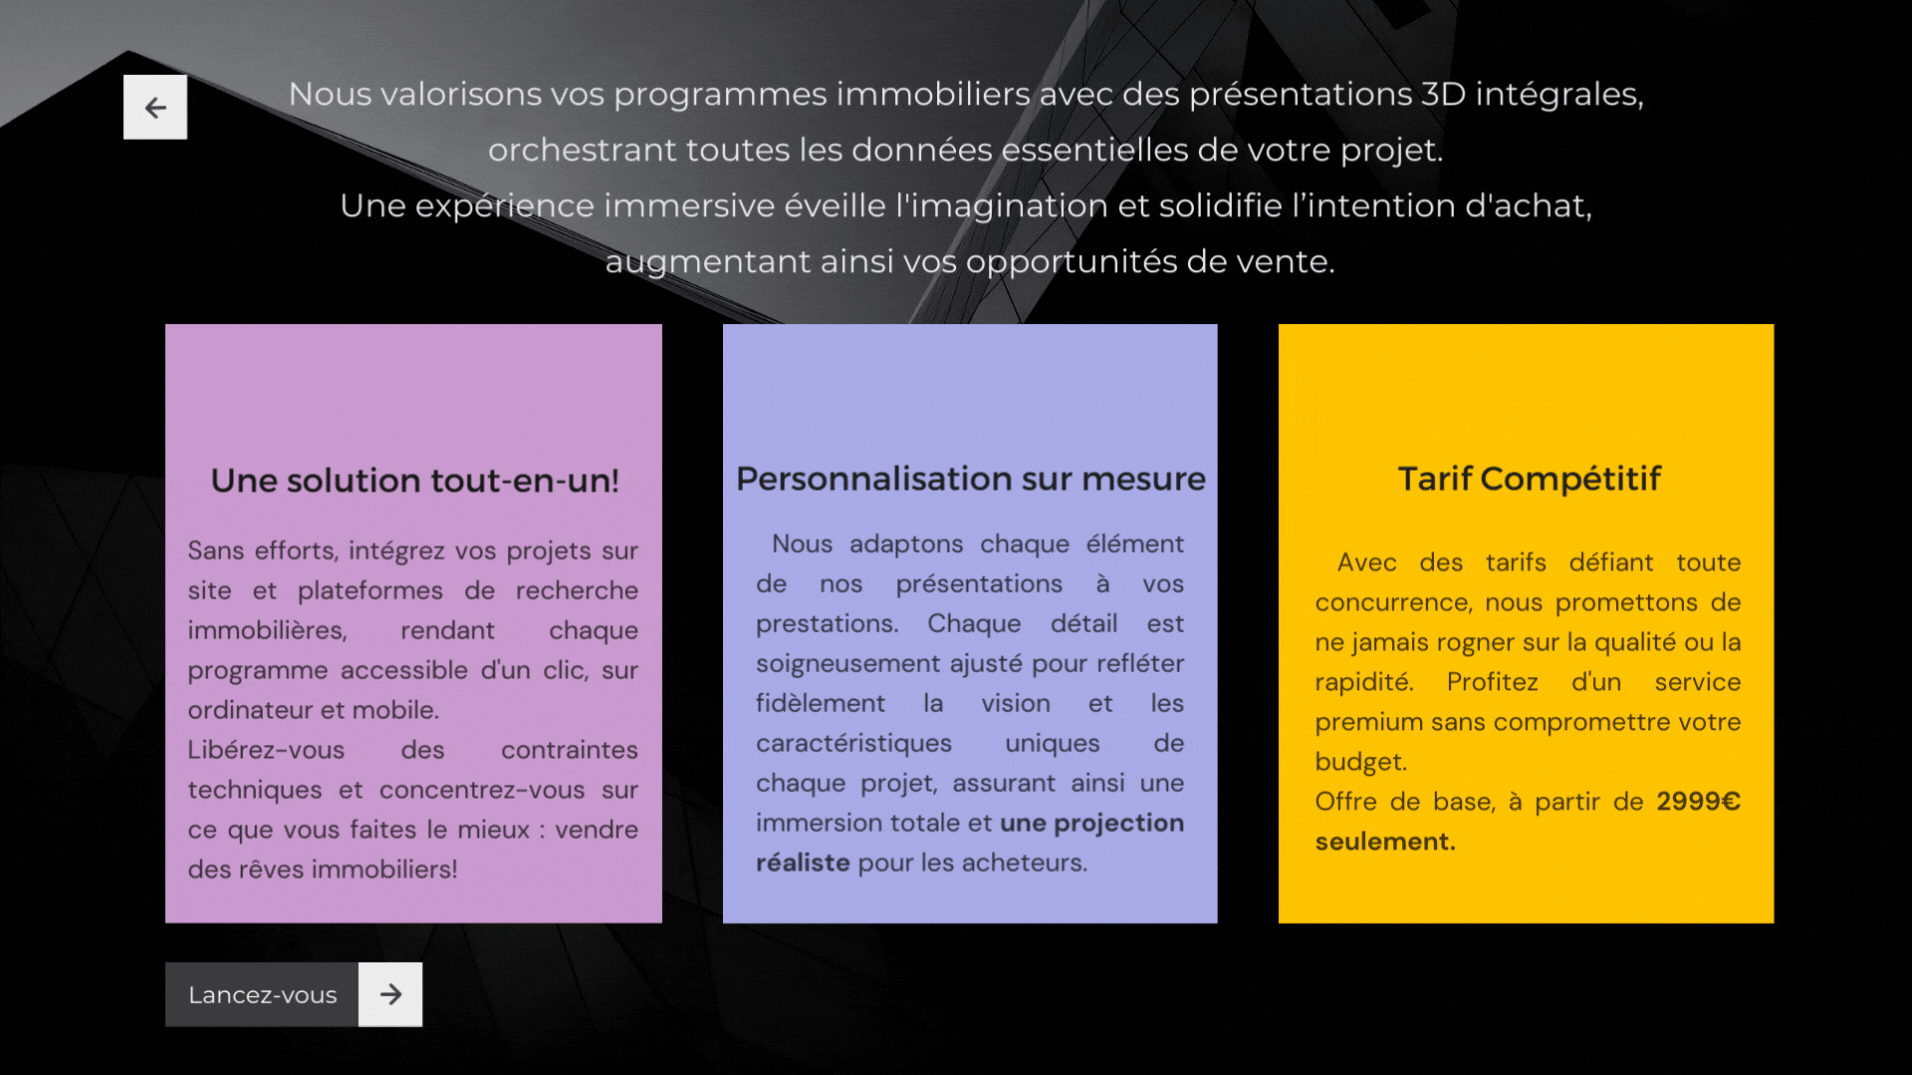 Nous valorisons vos programmes immobiliers avec des présentations 3D intégrales,
orchestrant toutes les données essentielles de votre projet.
Une expérience immersive éveille l'imagination et solidifie l’intention d'achat,
augmentant ainsi vos opportunités de vente.
Une solution tout-en-un!
Sans efforts, intégrez vos projets sur
site et plateformes de recherche
immobilières, rendant chaque
programme accessible d'un clic, sur
ordinateur et mobile.
Libérez-vous des contraintes
techniques et concentrez-vous sur
ce que vous faites le mieux : vendre
des rêves immobiliers!
Personnalisation sur mesure
Nous adaptons chaque élément
de nos présentations à vos
prestations. Chaque détail est
soigneusement ajusté pour refléter
fidèlement la vision et les
caractéristiques uniques de
chaque projet, assurant ainsi une
immersion totale et une projection
réaliste pour les acheteurs.
Tarif Compétitif
Avec des tarifs défiant toute
concurrence, nous promettons de
ne jamais rogner sur la qualité ou la
rapidité. Profitez d'un service
premium sans compromettre votre
budget.
Offre de base, à partir de 2999€
seulement.
Lancez-vous